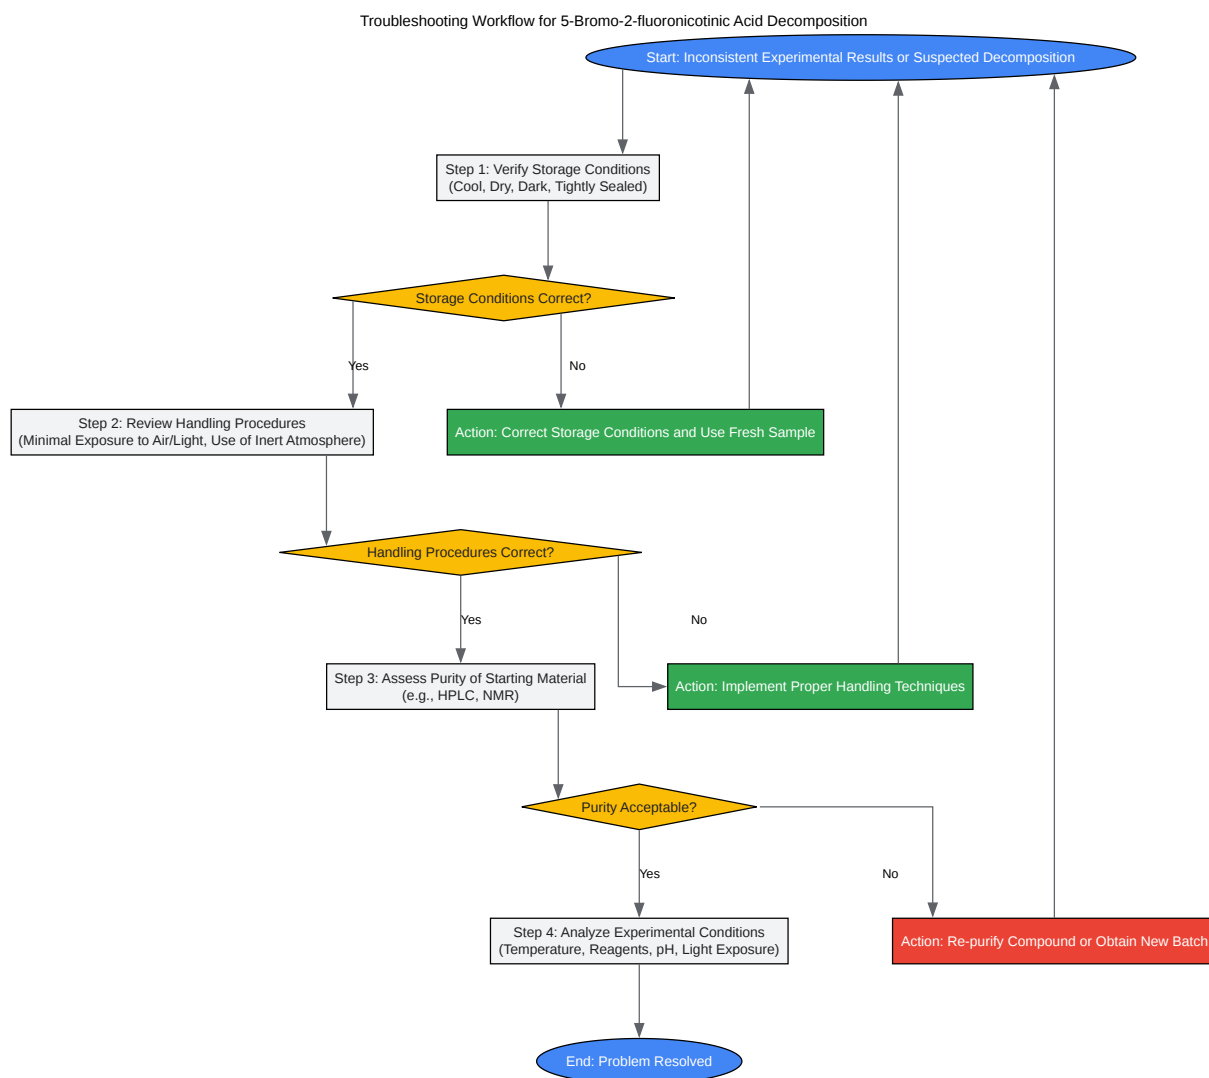 Troubleshooting Workflow for 5-Bromo-2-fluoronicotinic Acid Decomposition
Start: Inconsistent Experimental Results or Suspected Decomposition
Step 1: Verify Storage Conditions
(Cool, Dry, Dark, Tightly Sealed)
Storage Conditions Correct?
Yes
No
Step 2: Review Handling Procedures
(Minimal Exposure to Air/Light, Use of Inert Atmosphere)
Action: Correct Storage Conditions and Use Fresh Sample
Handling Procedures Correct?
Yes
No
Step 3: Assess Purity of Starting Material
(e.g., HPLC, NMR)
Action: Implement Proper Handling Techniques
Purity Acceptable?
Yes
No
Step 4: Analyze Experimental Conditions
(Temperature, Reagents, pH, Light Exposure)
Action: Re-purify Compound or Obtain New Batch
End: Problem Resolved